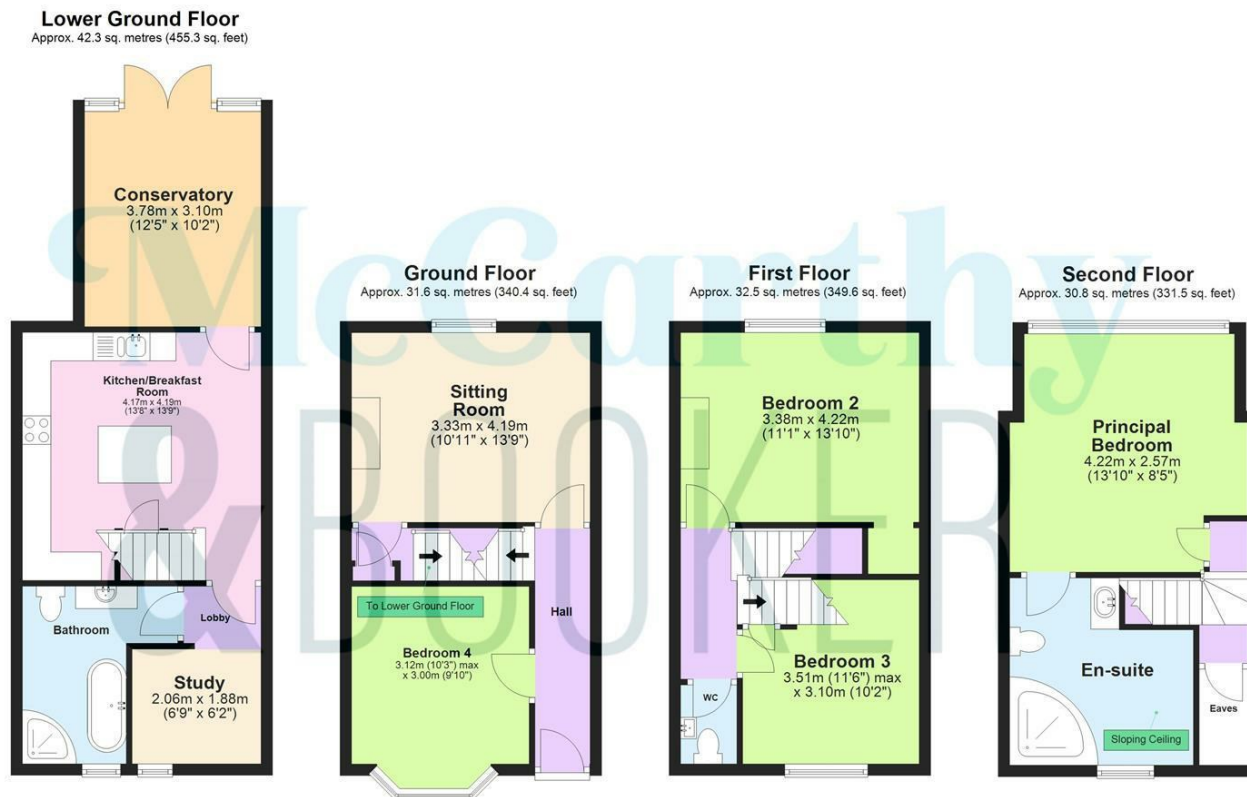 Lower Ground Floor
Approx. 42.3 sq. metres (455.3 sq. feet)
Conservatory
3.78m x 3.10m
(12'5" x 10'2")
Kitchen/Breakfast
Room
4.17m x 4.19m
(13'8" x 13'9")
Bathroom
Lobby
Study
2.06m x 1.88m
(6'9" x 6'2")
Ground Floor
Approx. 31.6 sq. metres (340.4 sq. feet)
Sitting
Room
3.33m x 4.19m
(10'11" x 13'9")
To Lower Ground Floor
Hall
Bedroom 4
3.12m (10'3") max
x 3.00m (9'10")
First Floor
Approx. 32.5 sq. metres (349.6 sq. feet)
Bedroom 2
3.38m x 4.22m
(11'1" x 13'10")
Bedroom 3
3.51m (11'6") max
x 3.10m (10'2")
WC
Second Floor
Approx. 30.8 sq. metres (331.5 sq. feet)
Principal
Bedroom
4.22m x 2.57m
(13'10" x 8'5")
En-suite
Eaves
Sloping Ceiling
McCarthy
& BOOKER